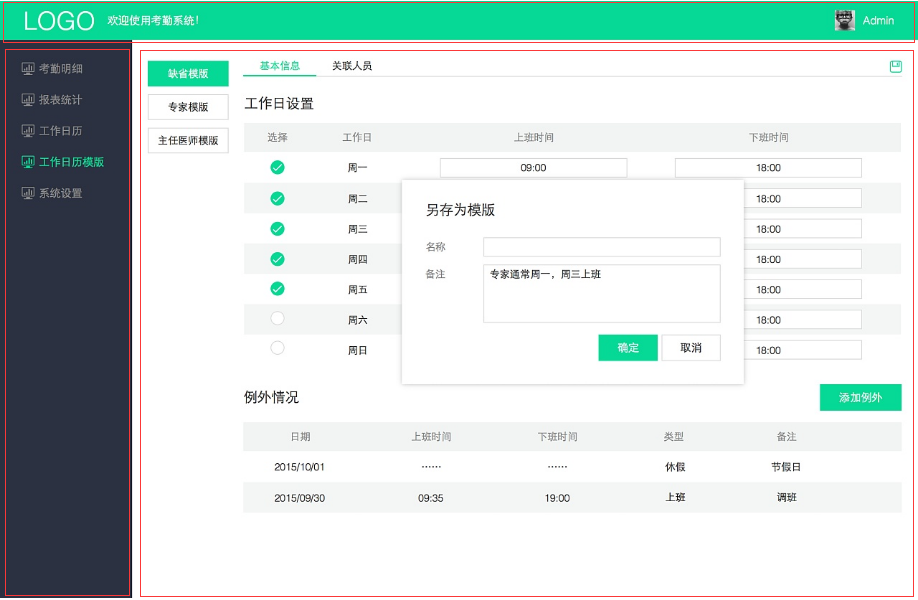 LOGO 欢迎使用考勤系统! Admin
考勤明细
报表统计
工作日历
工作日历模版
系统设置
缺省模版
专家模版
主任医师模版
基本信息 关联人员
工作日设置
选择 工作日 上班时间 下班时间
周一 09:00 18:00
周二 18:00
周三 18:00
周四 18:00
周五 18:00
周六 18:00
周日 18:00
另存为模版
名称
备注 专家通常周一，周三上班
确定 取消
例外情况 添加例外
日期 上班时间 下班时间 类型 备注
2015/10/01 …… …… 休假 节假日
2015/09/30 09:35 19:00 上班 调班